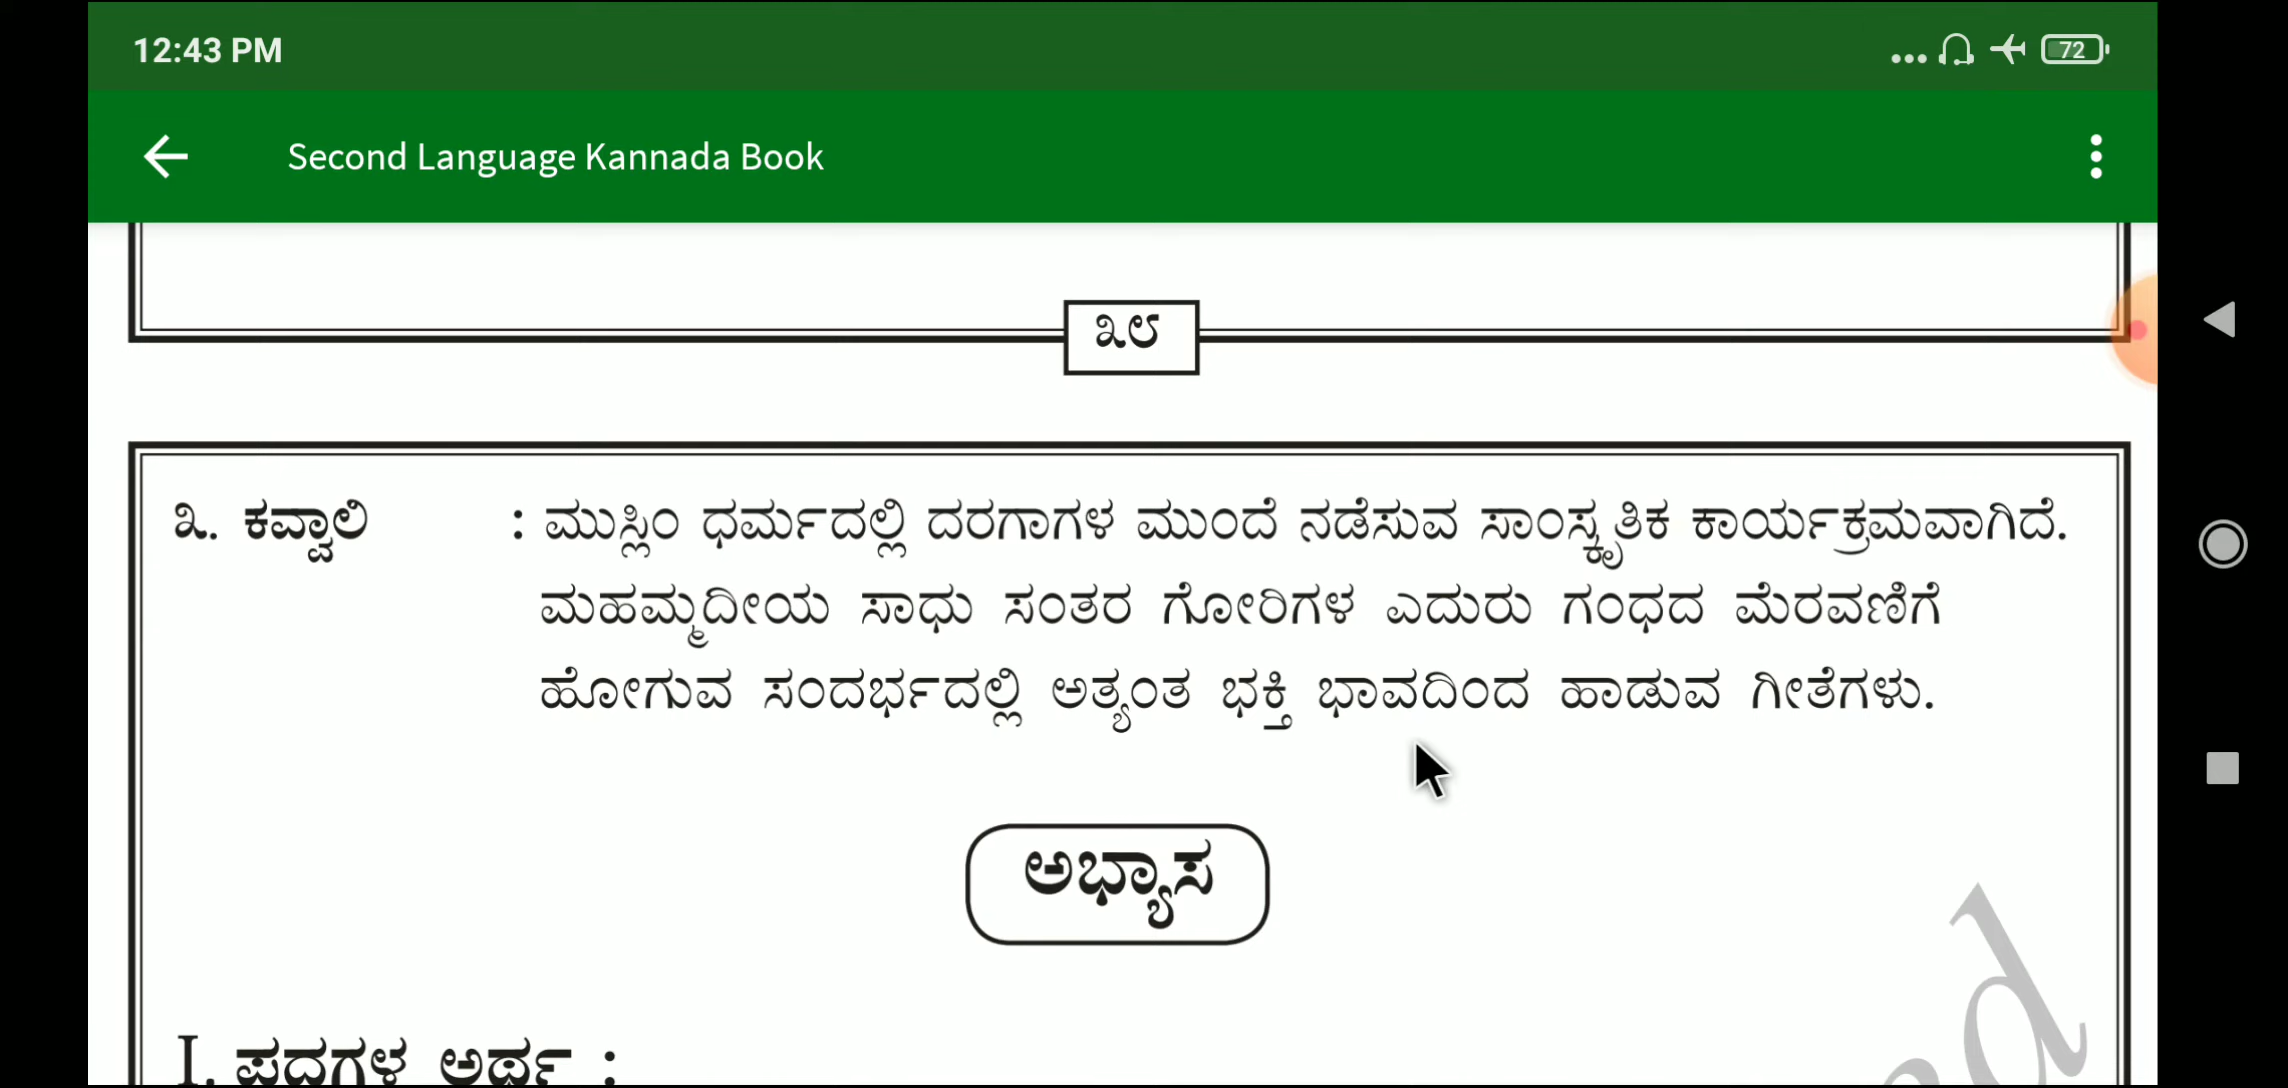 12:43 PM
72
Second Language Kannada Book
೩೮
೩. ಕವ್ವಾಲಿ : ಮುಸ್ಲಿಂ ಧರ್ಮದಲ್ಲಿ ದರಗಾಗಳ ಮುಂದೆ ನಡೆಸುವ ಸಾಂಸ್ಕೃತಿಕ ಕಾರ್ಯಕ್ರಮವಾಗಿದೆ.
ಮಹಮ್ಮದೀಯ ಸಾಧು ಸಂತರ ಗೋರಿಗಳ ಎದುರು ಗಂಧದ ಮೆರವಣಿಗೆ
ಹೋಗುವ ಸಂದರ್ಭದಲ್ಲಿ ಅತ್ಯಂತ ಭಕ್ತಿ ಭಾವದಿಂದ ಹಾಡುವ ಗೀತೆಗಳು.
ಅಭ್ಯಾಸ
I. ಪದಗಳ ಅರ್ಥ :